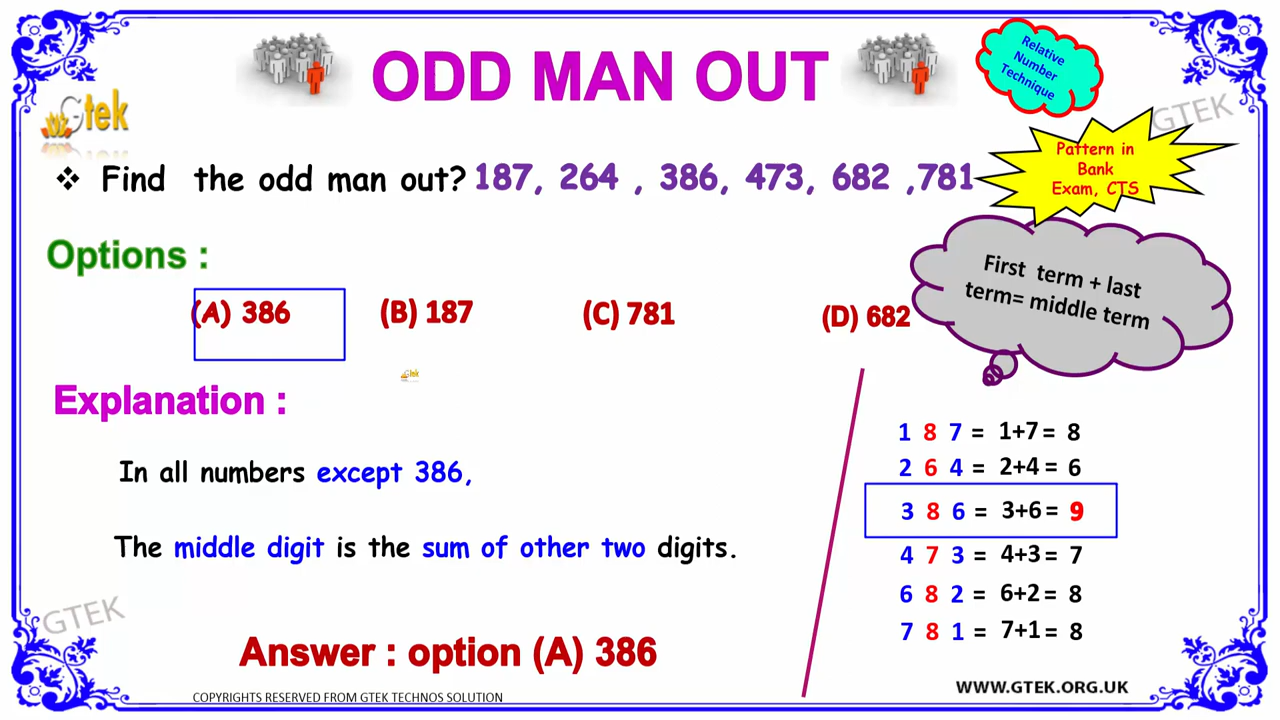 ODD MAN OUT
Relative
Number
Technique
Gtek
GTEK
Pattern in
Bank
Exam, CTS
❖ Find the odd man out? 187, 264 , 386, 473, 682 ,781
Options :
First term + last
term= middle term
(A) 386 (B) 187 (C) 781 (D) 682
Gtek
Explanation :
In all numbers except 386,
The middle digit is the sum of other two digits.
1 8 7 = 1+7 = 8
2 6 4 = 2+4 = 6
3 8 6 = 3+6 = 9
4 7 3 = 4+3 = 7
6 8 2 = 6+2 = 8
7 8 1 = 7+1 = 8
GTEK
Answer : option (A) 386
COPYRIGHTS RESERVED FROM GTEK TECHNOS SOLUTION
WWW.GTEK.ORG.UK